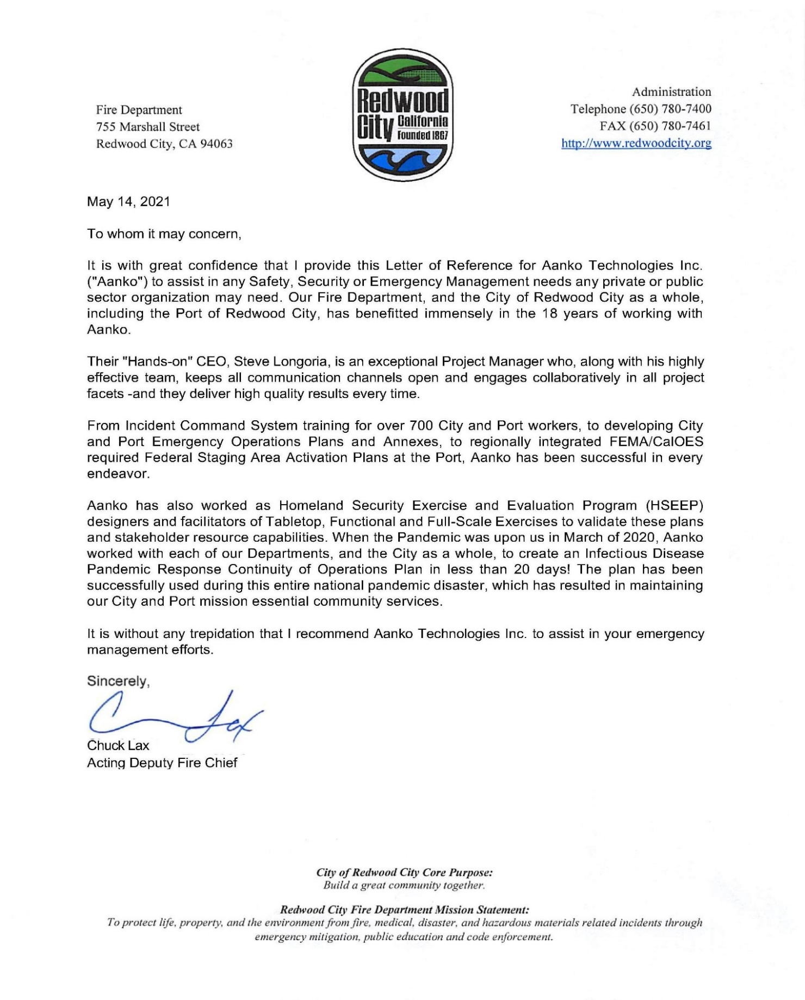 Fire Department
755 Marshall Street
Redwood City, CA 94063
Redwood
City California
Founded 1867
Administration
Telephone (650) 780-7400
FAX (650) 780-7461
http://www.redwoodcity.org
May 14, 2021
To whom it may concern,
It is with great confidence that I provide this Letter of Reference for Aanko Technologies Inc.
("Aanko") to assist in any Safety, Security or Emergency Management needs any private or public
sector organization may need. Our Fire Department, and the City of Redwood City as a whole,
including the Port of Redwood City, has benefitted immensely in the 18 years of working with
Aanko.
Their "Hands-on" CEO, Steve Longoria, is an exceptional Project Manager who, along with his highly
effective team, keeps all communication channels open and engages collaboratively in all project
facets -and they deliver high quality results every time.
From Incident Command System training for over 700 City and Port workers, to developing City
and Port Emergency Operations Plans and Annexes, to regionally integrated FEMA/CalOES
required Federal Staging Area Activation Plans at the Port, Aanko has been successful in every
endeavor.
Aanko has also worked as Homeland Security Exercise and Evaluation Program (HSEEP)
designers and facilitators of Tabletop, Functional and Full-Scale Exercises to validate these plans
and stakeholder resource capabilities. When the Pandemic was upon us in March of 2020, Aanko
worked with each of our Departments, and the City as a whole, to create an Infectious Disease
Pandemic Response Continuity of Operations Plan in less than 20 days! The plan has been
successfully used during this entire national pandemic disaster, which has resulted in maintaining
our City and Port mission essential community services.
It is without any trepidation that I recommend Aanko Technologies Inc. to assist in your emergency
management efforts.
Sincerely,
C Lax
Chuck Lax
Acting Deputy Fire Chief
City of Redwood City Core Purpose:
Build a great community together.
Redwood City Fire Department Mission Statement:
To protect life, property, and the environment from fire, medical, disaster, and hazardous materials related incidents through
emergency mitigation, public education and code enforcement.